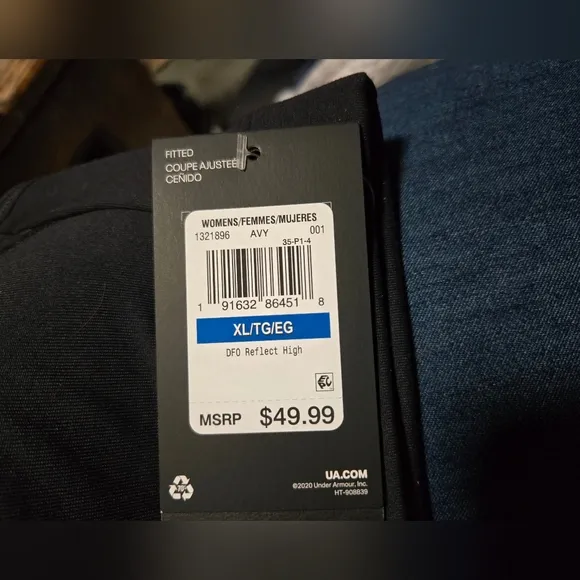 FITTED
COUPE AJUSTÉE
CEÑIDO
WOMENS/FEMMES/MUJERES
1321896 AVY 001
35-P1-4
1 91632 86451 8
XL/TG/EG
DFO Reflect High
MSRP $49.99
UA.COM
©2020 Under Armour, Inc.
HT-908839